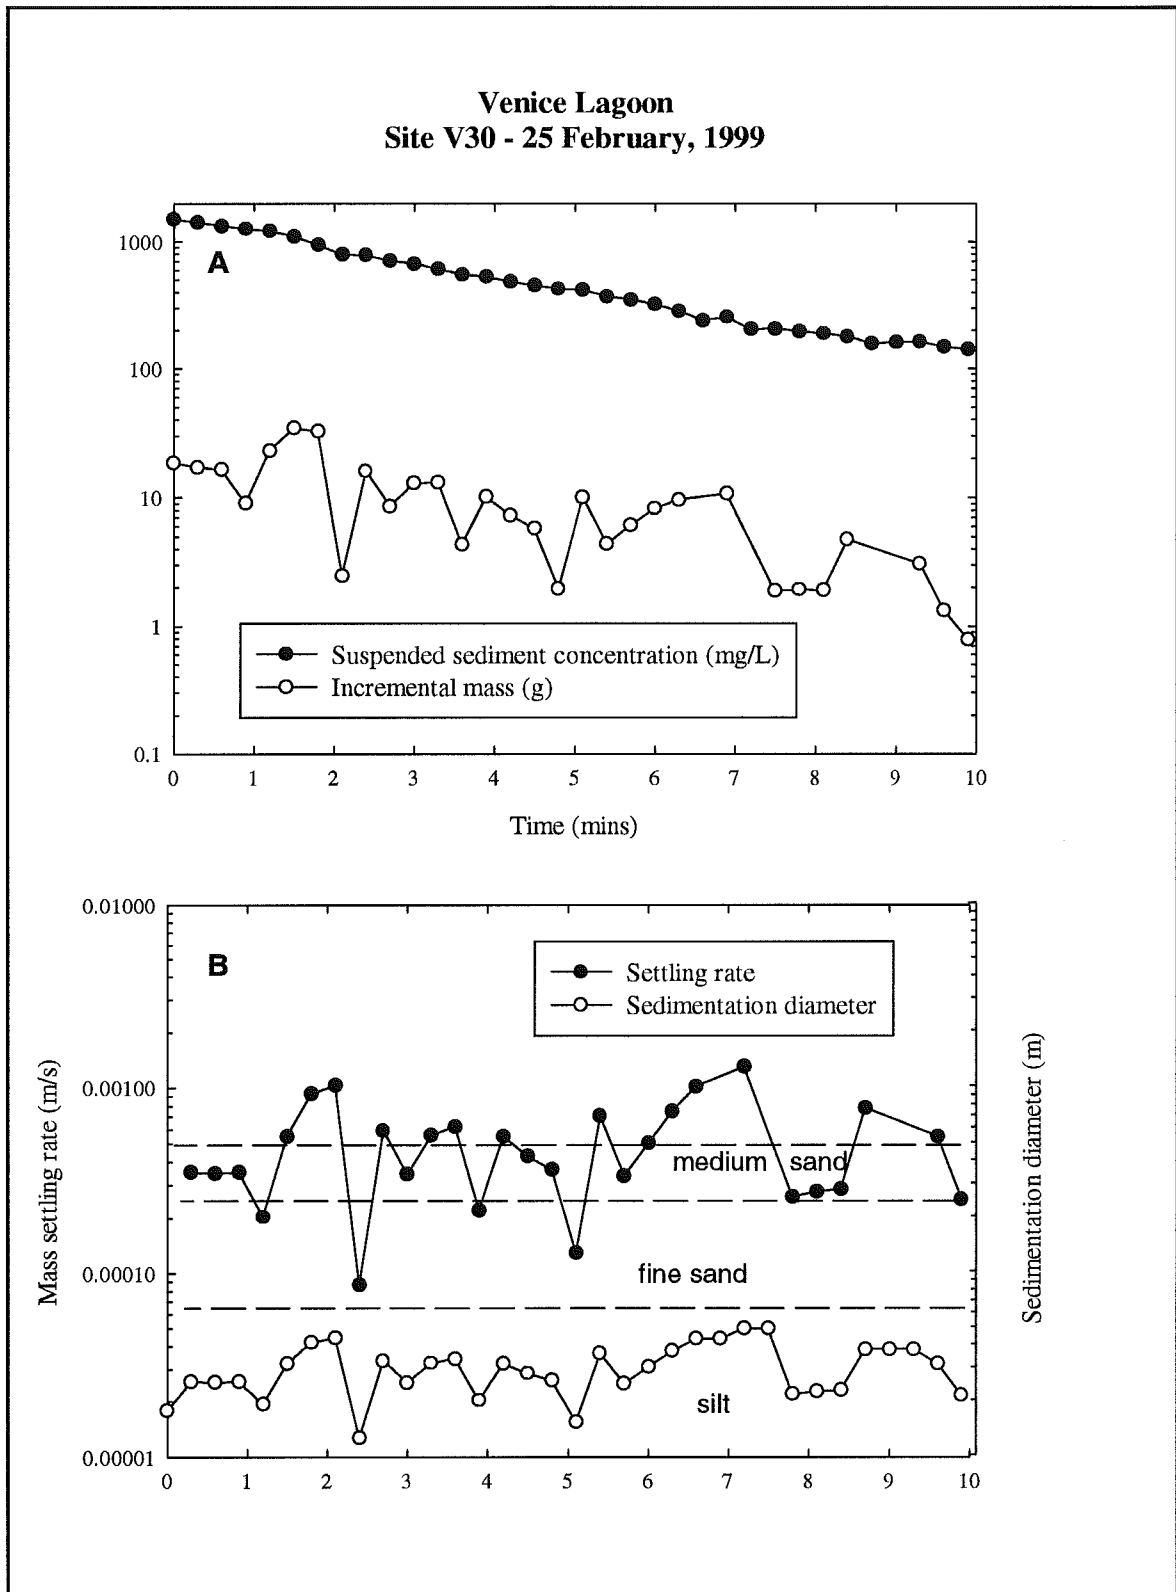 Venice Lagoon
Site V30 - 25 February, 1999
1000
100
10
1
0.1
A
Suspended sediment concentration (mg/L)
Incremental mass (g)
0 1 2 3 4 5 6 7 8 9 10
Time (mins)
0.01000
0.00100
0.00010
0.00001
Mass settling rate (m/s)
B
Settling rate
Sedimentation diameter
medium sand
fine sand
silt
Sedimentation diameter (m)
0 1 2 3 4 5 6 7 8 9 10